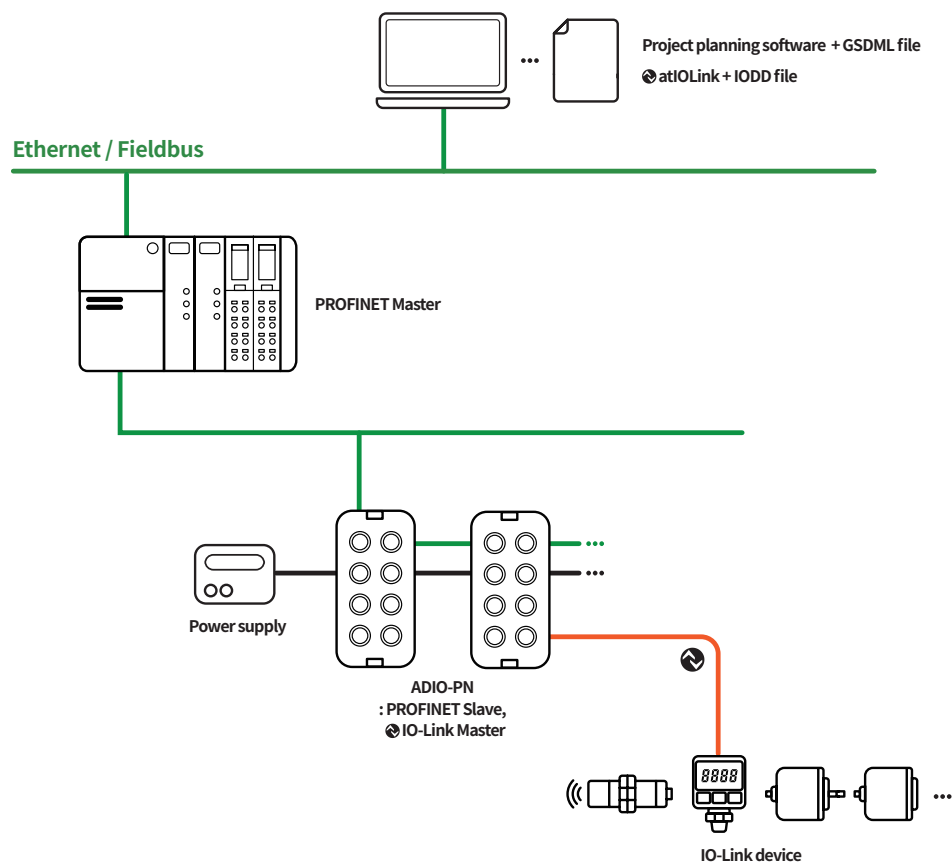 Project planning software + GSDML file
atIOLink + IODD file
Ethernet / Fieldbus
PROFINET Master
Power supply
ADIO-PN
: PROFINET Slave,
IO-Link Master
8888
IO-Link device